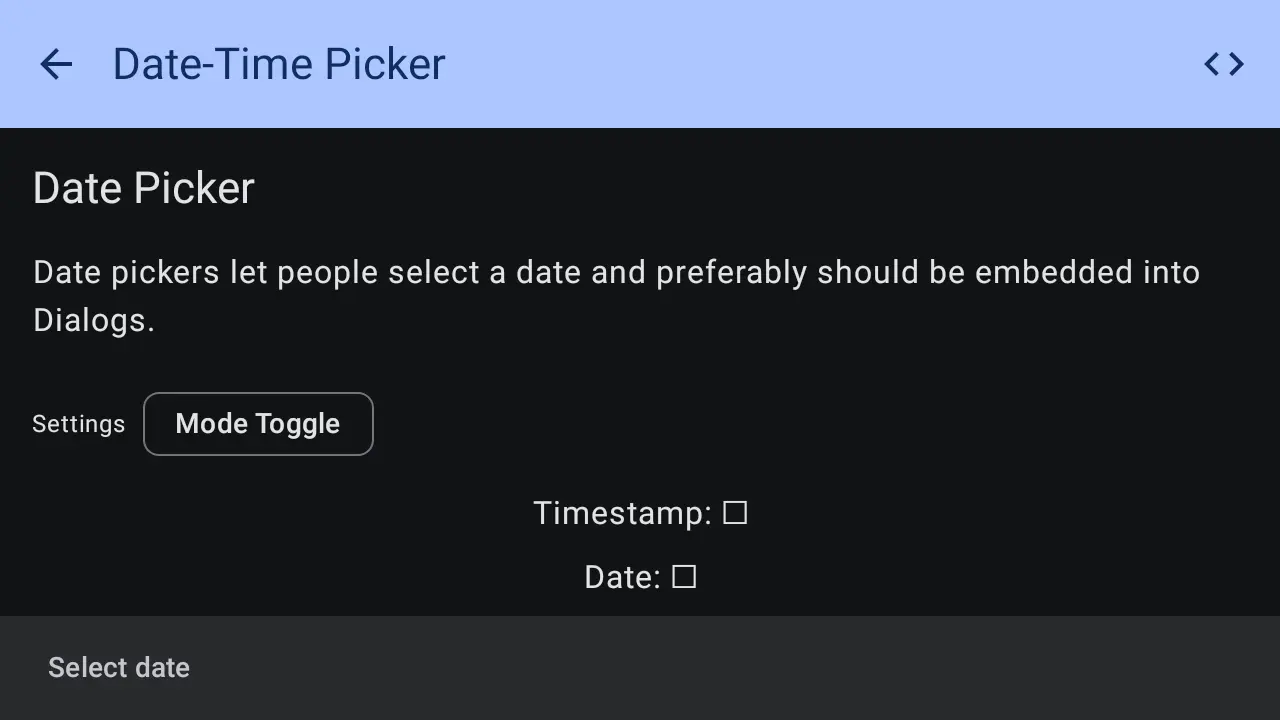 Date-Time Picker
Date Picker
Date pickers let people select a date and preferably should be embedded into
Dialogs.
Settings Mode Toggle
Timestamp: □
Date: □
Select date